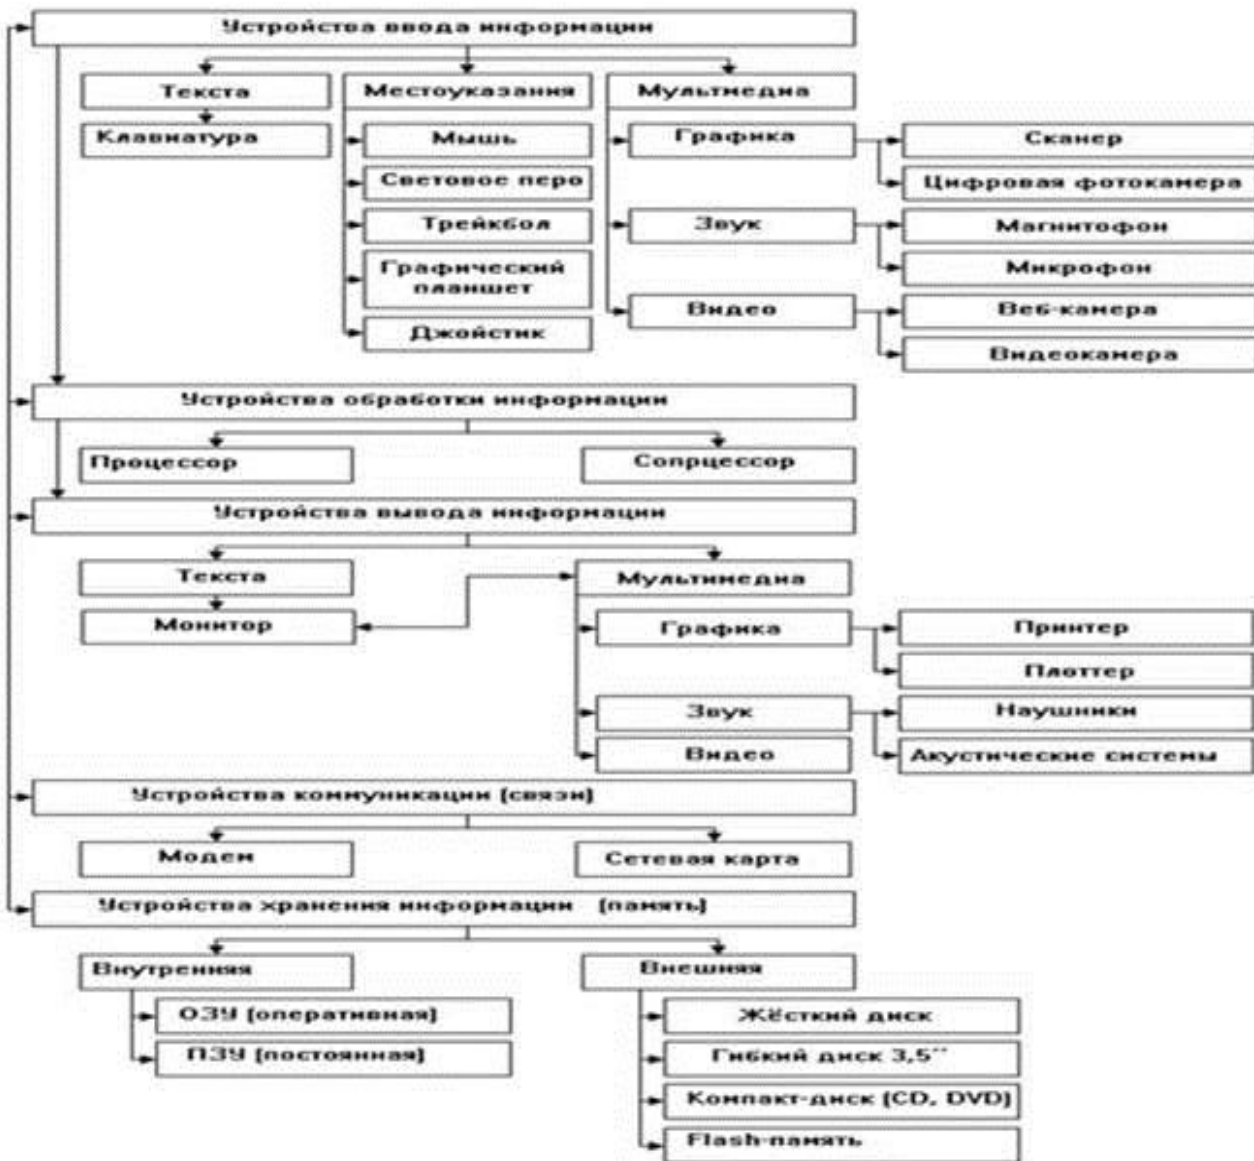 Устройства ввода информации
Текста
Местоуказания
Мультимедиа
Клавиатура
Мышь
Графика
Сканер
Световое перо
Цифровая фотокамера
Трейкбол
Звук
Магнитофон
Графический
планшет
Микрофон
Джойстик
Видео
Веб-камера
Видеокамера
Устройства обработки информации
Процессор
Сопрцессор
Устройства вывода информации
Текста
Мультимедиа
Монитор
Графика
Принтер
Плоттер
Звук
Наушники
Видео
Акустические системы
Устройства коммуникации (связи)
Модем
Сетевая карта
Устройства хранения информации (память)
Внутренняя
Внешняя
ОЗУ (оперативная)
Жёсткий диск
ПЗУ (постоянная)
Гибкий диск 3,5''
Компакт-диск (CD, DVD)
Flash-память